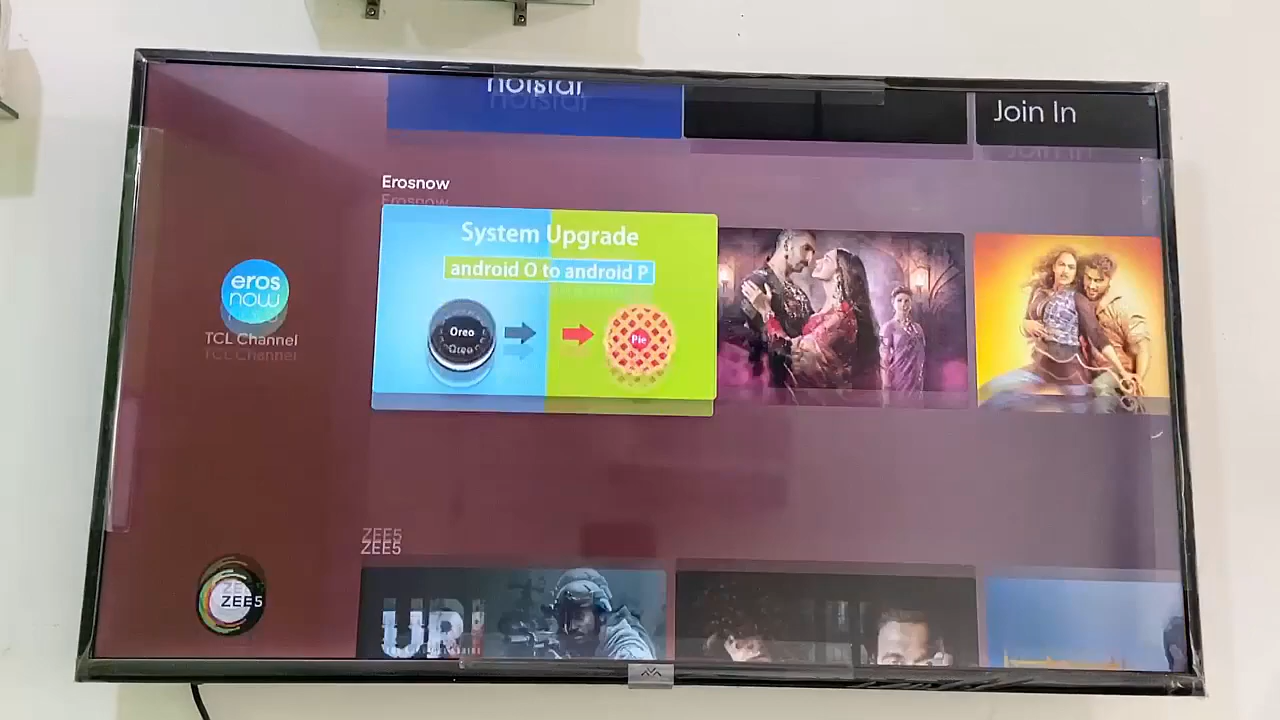 hotstar
Join In
Erosnow
System Upgrade
android O to android P
eros
now
Oreo
Pie
TCL Channel
ZEE5
ZEE5
URI